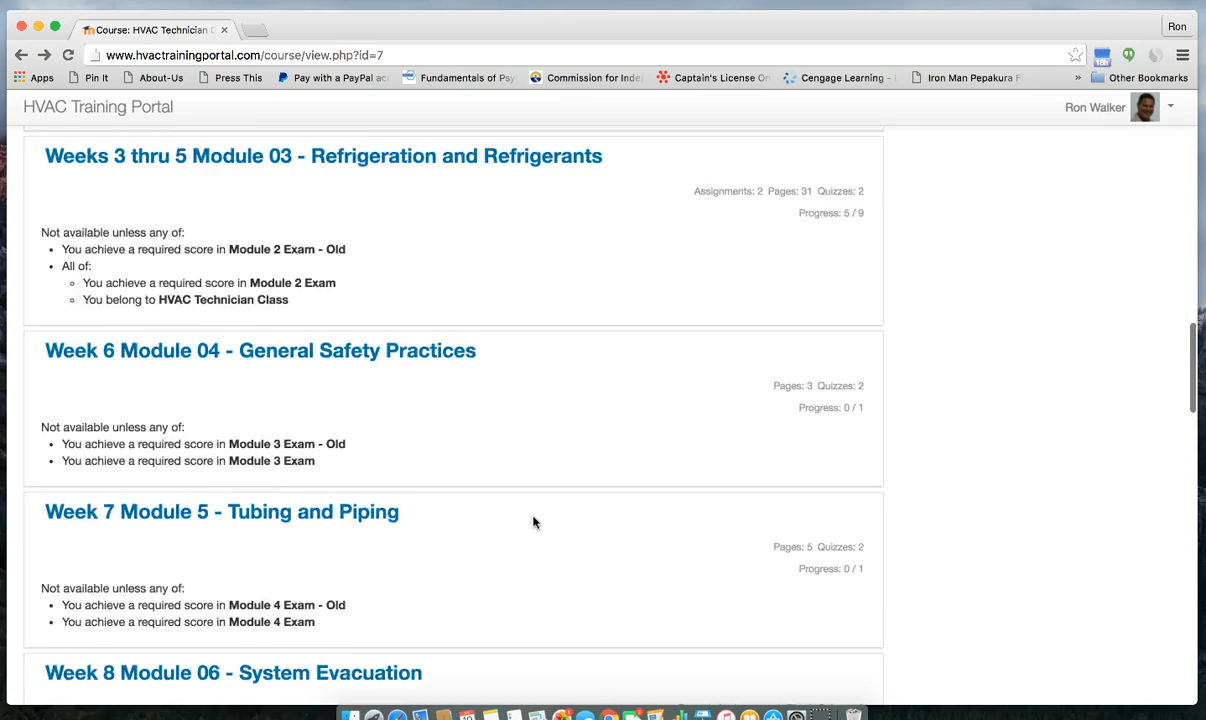 Course: HVAC Technician C
Ron
www.hvactrainingportal.com/course/view.php?id=7
Apps Pin It About-Us Press This Pay with a PayPal ac Fundamentals of Psy Commission for Inde Captain's License On Cengage Learning - Iron Man Pepakura F » Other Bookmarks
18h
HVAC Training Portal
Ron Walker
Weeks 3 thru 5 Module 03 - Refrigeration and Refrigerants
Assignments: 2 Pages: 31 Quizzes: 2
Progress: 5 / 9
Not available unless any of:
You achieve a required score in Module 2 Exam - Old
All of:
You achieve a required score in Module 2 Exam
You belong to HVAC Technician Class
Week 6 Module 04 - General Safety Practices
Pages: 3 Quizzes: 2
Progress: 0 / 1
Not available unless any of:
You achieve a required score in Module 3 Exam - Old
You achieve a required score in Module 3 Exam
Week 7 Module 5 - Tubing and Piping
Pages: 5 Quizzes: 2
Progress: 0 / 1
Not available unless any of:
You achieve a required score in Module 4 Exam - Old
You achieve a required score in Module 4 Exam
Week 8 Module 06 - System Evacuation